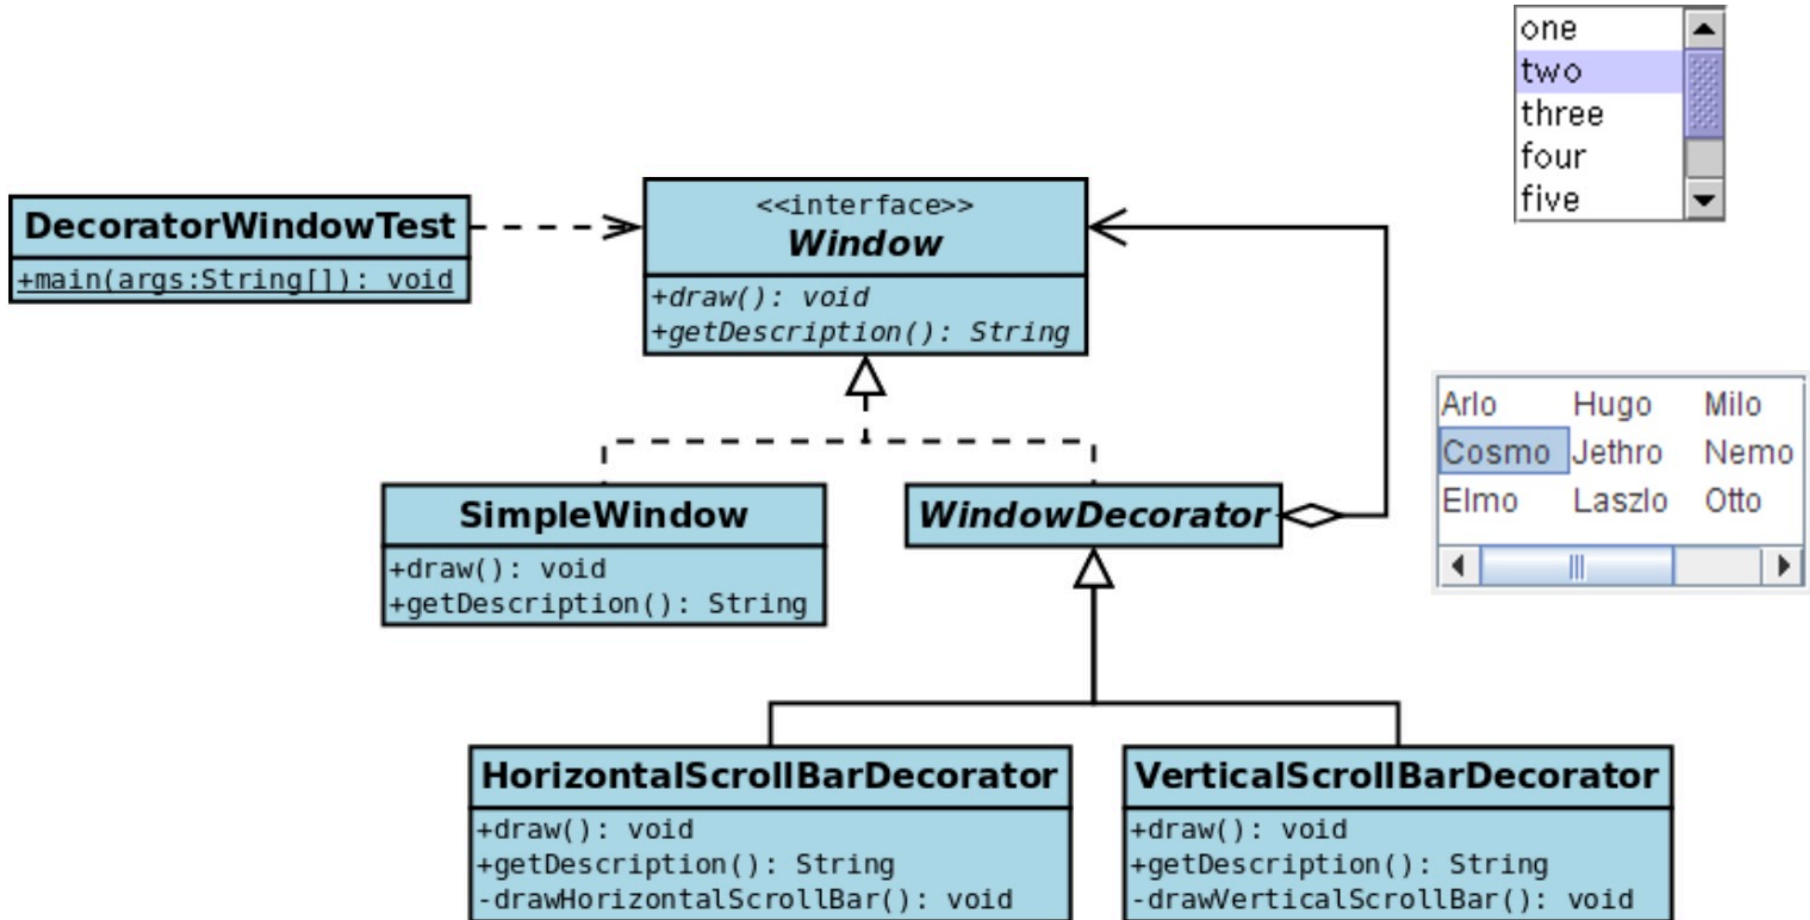 one
two
three
four
five
DecoratorWindowTest
+main(args:String[]): void
<<interface>>
Window
+draw(): void
+getDescription(): String
Arlo Hugo Milo
Cosmo Jethro Nemo
Elmo Laszlo Otto
SimpleWindow
+draw(): void
+getDescription(): String
WindowDecorator
HorizontalScrollBarDecorator
+draw(): void
+getDescription(): String
-drawHorizontalScrollBar(): void
VerticalScrollBarDecorator
+draw(): void
+getDescription(): String
-drawVerticalScrollBar(): void